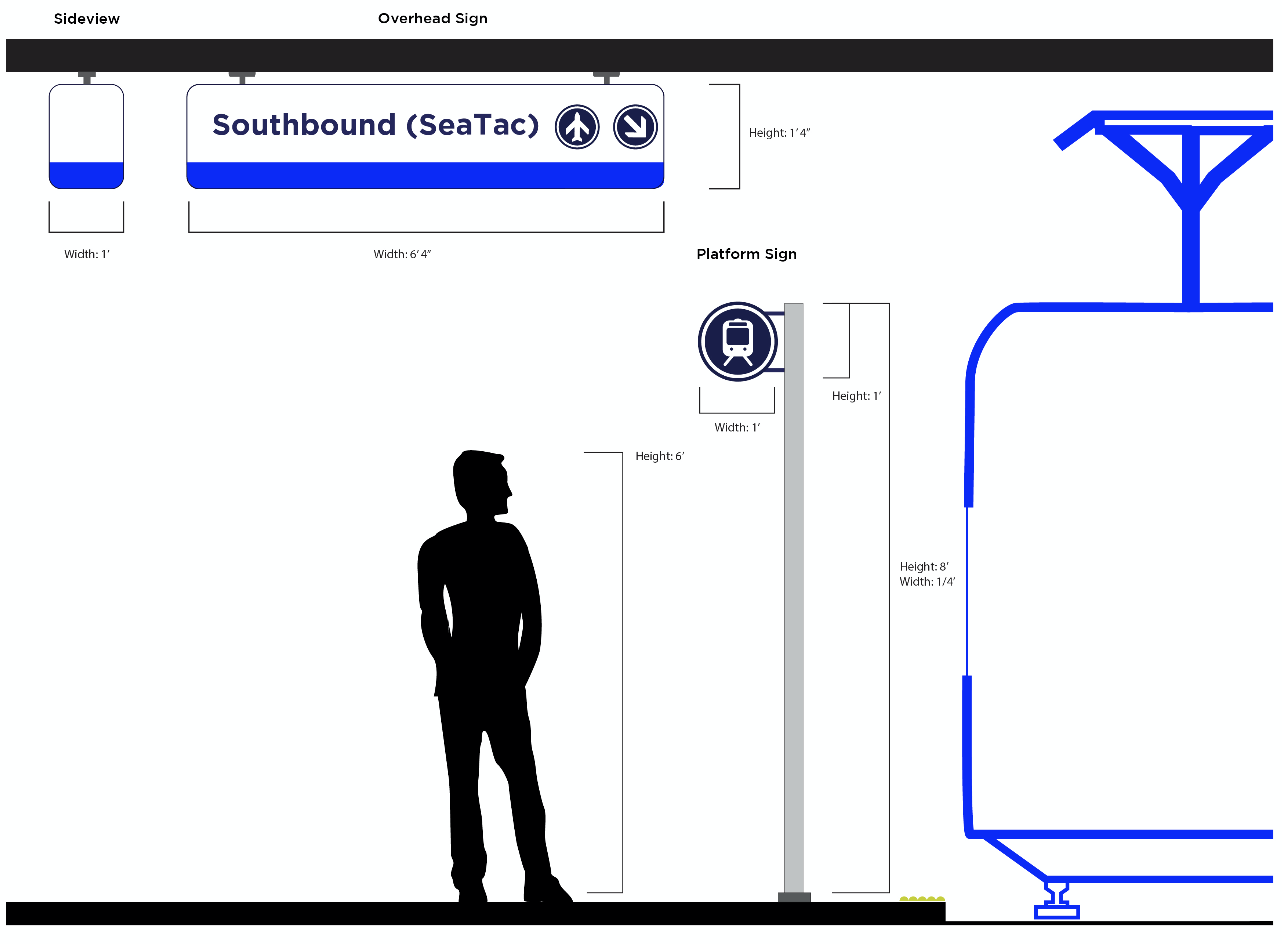 Sideview
Overhead Sign
Southbound (SeaTac)
Height: 1’4”
Width: 1’
Width: 6’4”
Platform Sign
Height: 1’
Width: 1’
Height: 6’
Height: 8’
Width: 1/4’